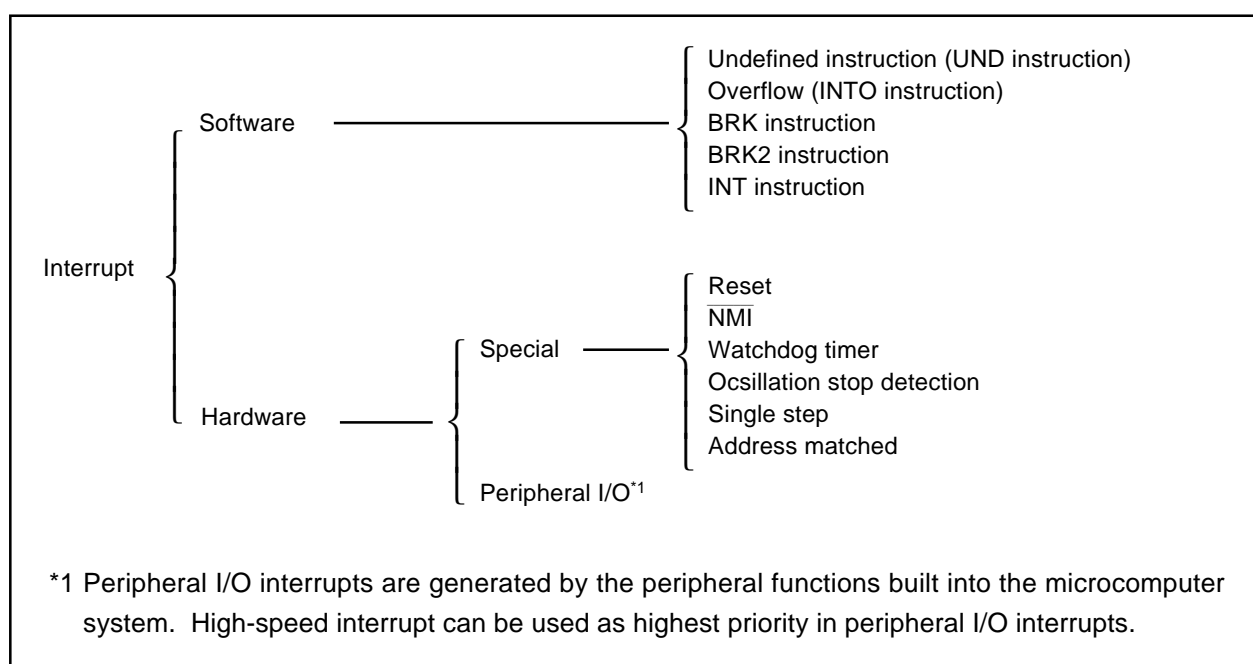 Undefined instruction (UND instruction)
Overflow (INTO instruction)
Software
BRK instruction
BRK2 instruction
INT instruction
Interrupt
Reset
NMI
Special
Watchdog timer
Ocsillation stop detection
Single step
Hardware
Address matched
Peripheral I/O*1
*1 Peripheral I/O interrupts are generated by the peripheral functions built into the microcomputer
system. High-speed interrupt can be used as highest priority in peripheral I/O interrupts.